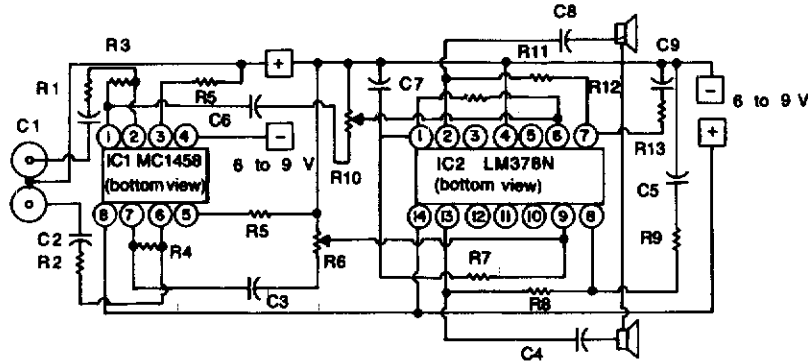 C8
R3
R11
C9
+
R1
R5
C7
R12
C6
−
6 to 9 V
C1
1 2 3 4
−
1 2 3 4 5 6 7
+
IC1 MC1458
6 to 9 V
IC2 LM378N
R13
(bottom view)
R10
(bottom view)
C5
8 7 6 5
14 13 12 11 10 9 8
C2
R5
R4
R6
R7
R9
R2
C3
R8
C4